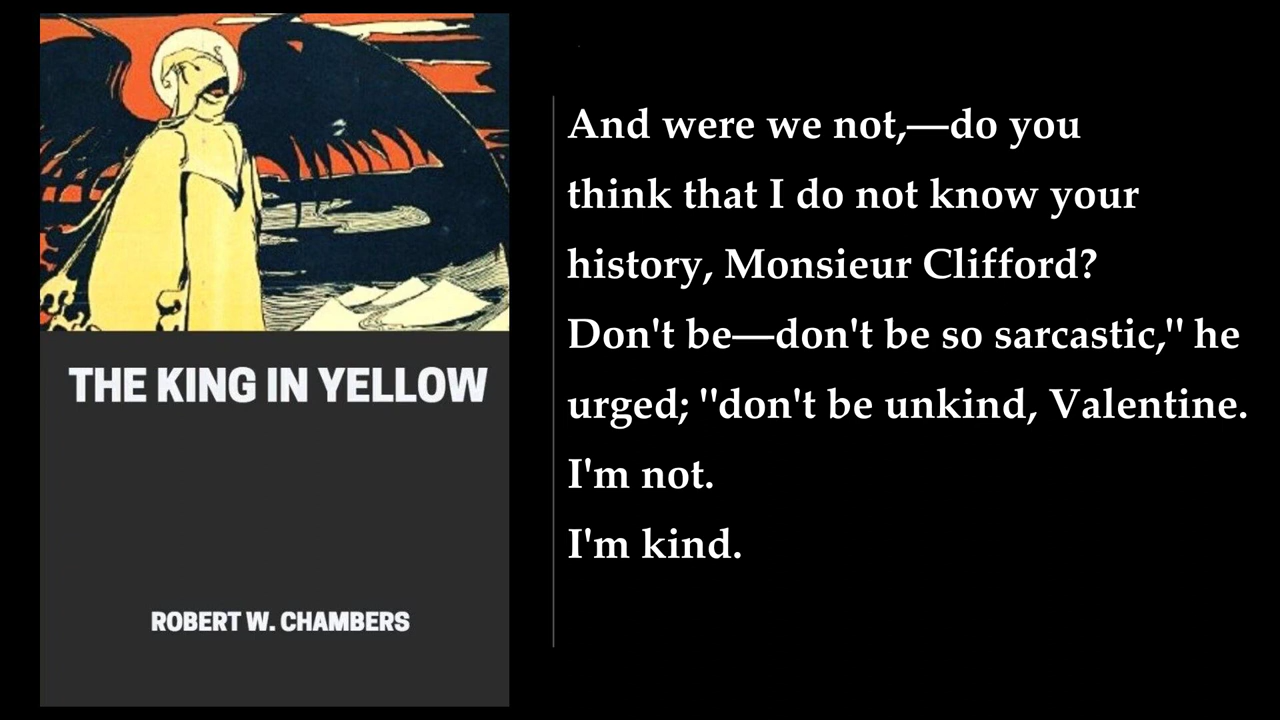 THE KING IN YELLOW
ROBERT W. CHAMBERS
And were we not,—do you
think that I do not know your
history, Monsieur Clifford?
Don't be—don't be so sarcastic," he
urged; "don't be unkind, Valentine.
I'm not.
I'm kind.